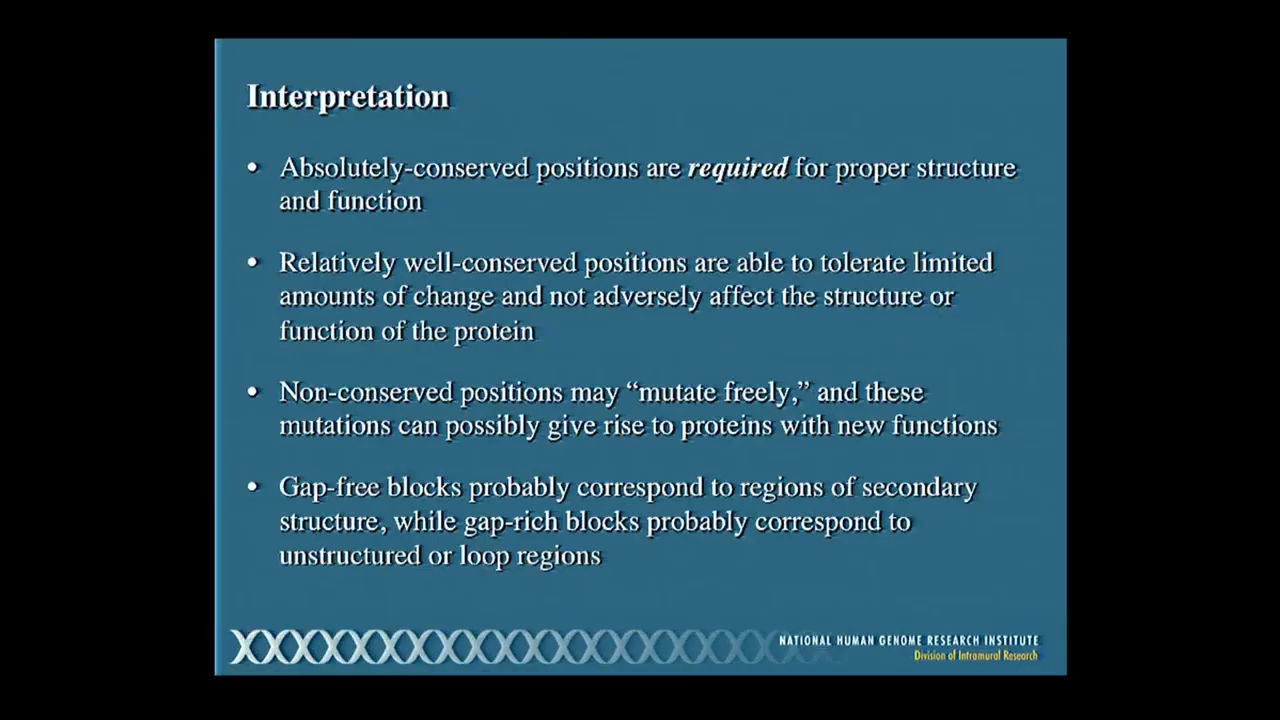 Interpretation
• Absolutely-conserved positions are required for proper structure
and function
• Relatively well-conserved positions are able to tolerate limited
amounts of change and not adversely affect the structure or
function of the protein
• Non-conserved positions may “mutate freely,” and these
mutations can possibly give rise to proteins with new functions
• Gap-free blocks probably correspond to regions of secondary
structure, while gap-rich blocks probably correspond to
unstructured or loop regions
NATIONAL HUMAN GENOME RESEARCH INSTITUTE
Division of Intramural Research